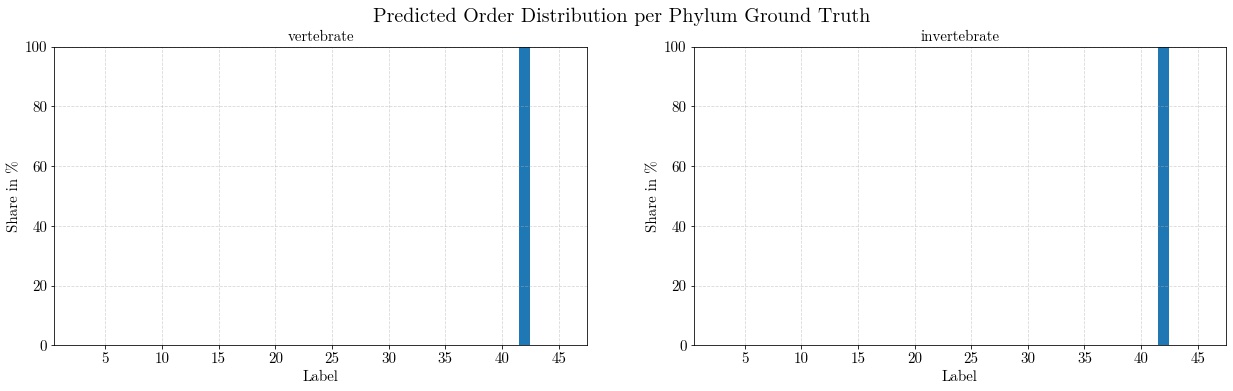 Predicted Order Distribution per Phylum Ground Truth
vertebrate
100
80
60
40
20
0
Share in %
5 10 15 20 25 30 35 40 45
Label
invertebrate
100
80
60
40
20
0
Share in %
5 10 15 20 25 30 35 40 45
Label